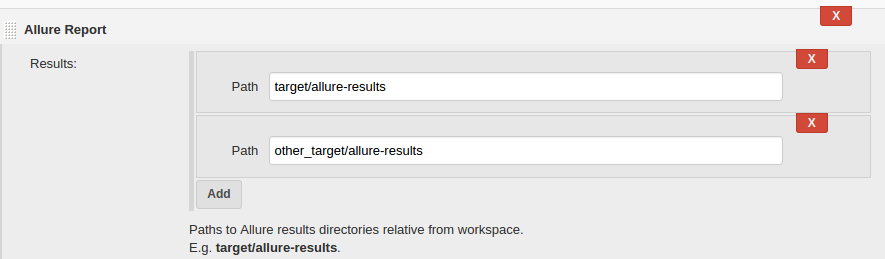 X
Allure Report
Results:
X
Path target/allure-results
X
Path other_target/allure-results
Add
Paths to Allure results directories relative from workspace.
E.g. target/allure-results.